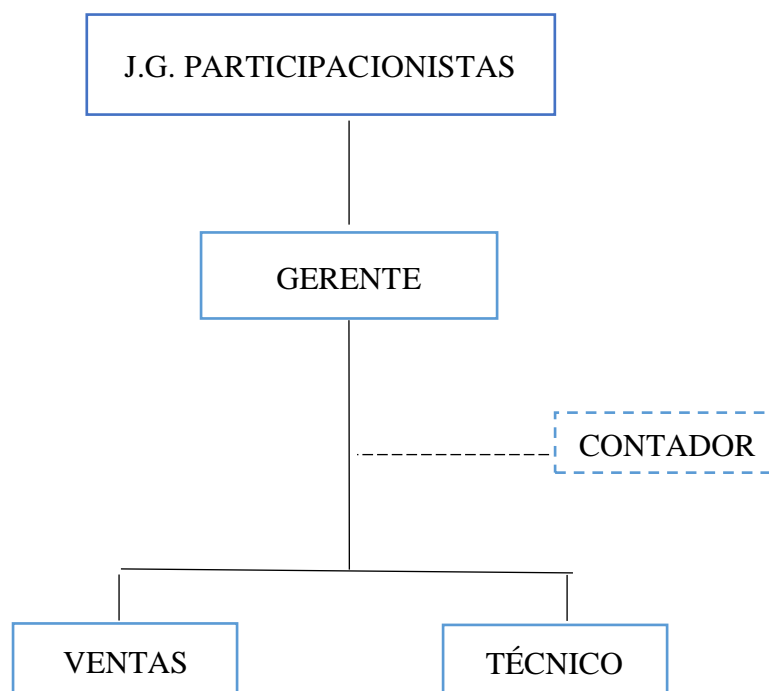 J.G. PARTICIPACIONISTAS
GERENTE
CONTADOR
VENTAS
TÉCNICO